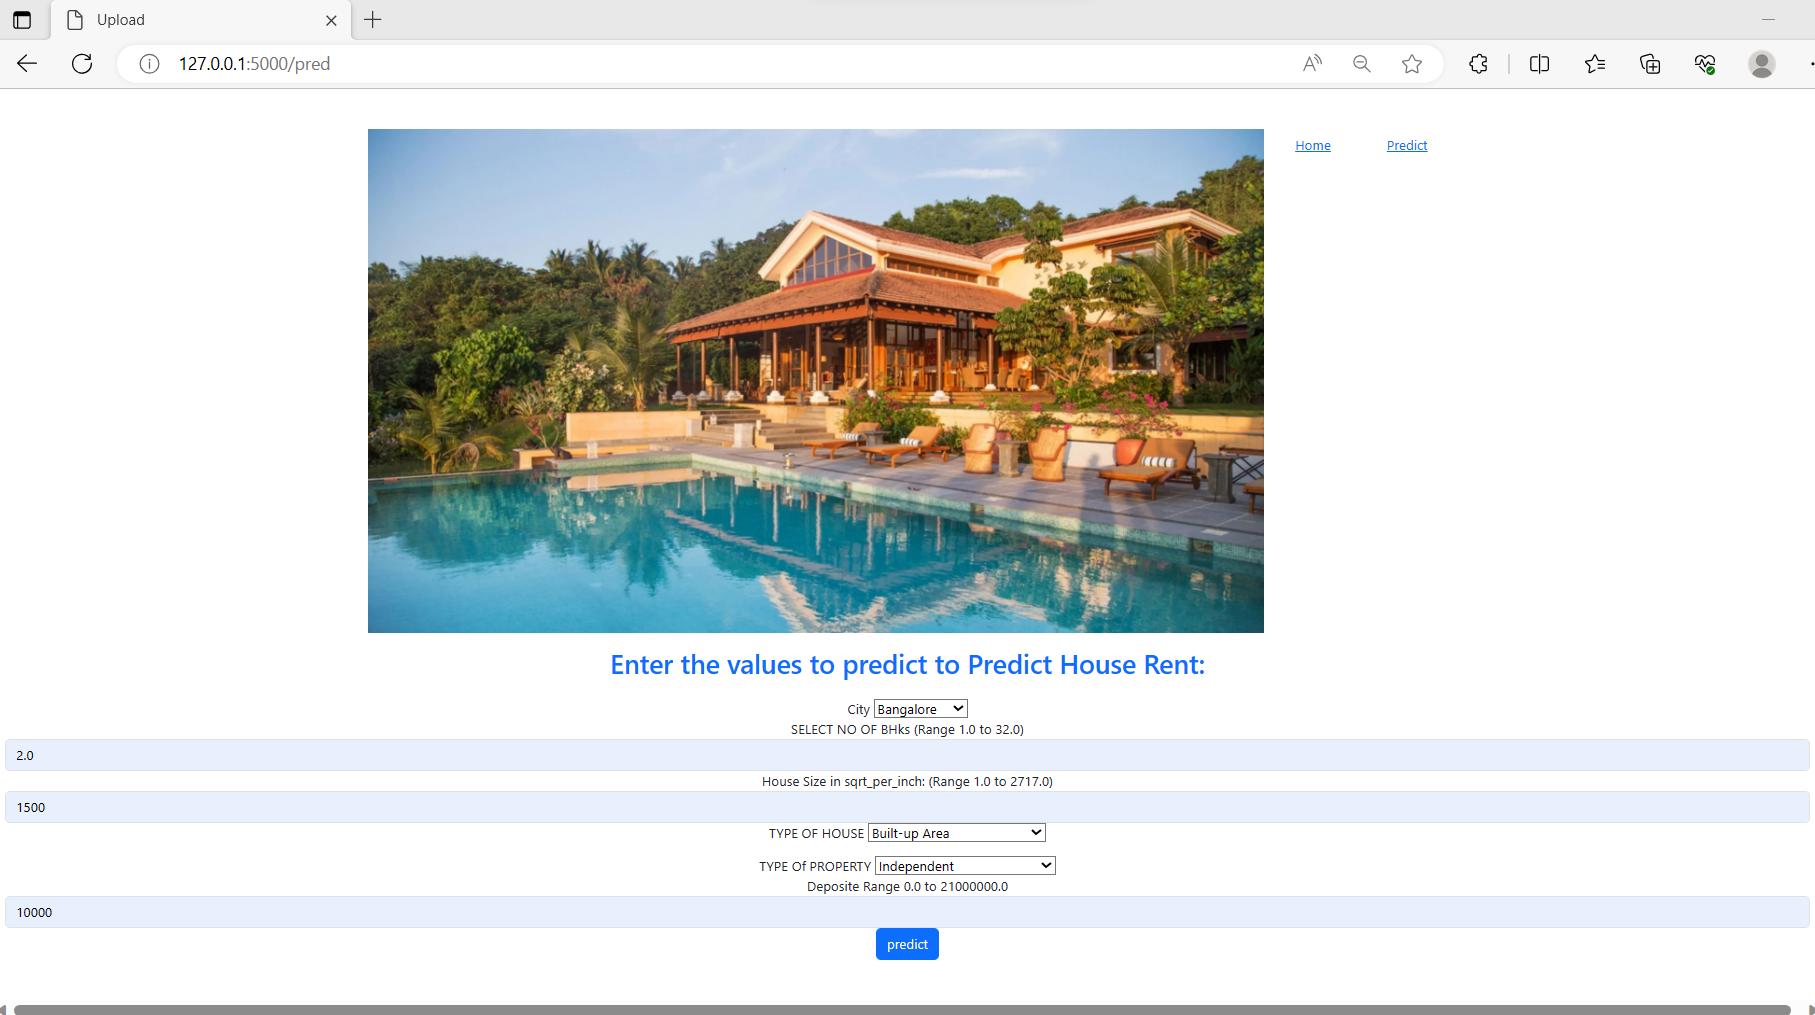 Upload
127.0.0.1:5000/pred
Home Predict
Enter the values to predict to Predict House Rent:
City Bangalore
SELECT NO OF BHks (Range 1.0 to 32.0)
2.0
House Size in sqrt_per_inch: (Range 1.0 to 2717.0)
1500
TYPE OF HOUSE Built-up Area
TYPE Of PROPERTY Independent
Deposite Range 0.0 to 21000000.0
10000
predict